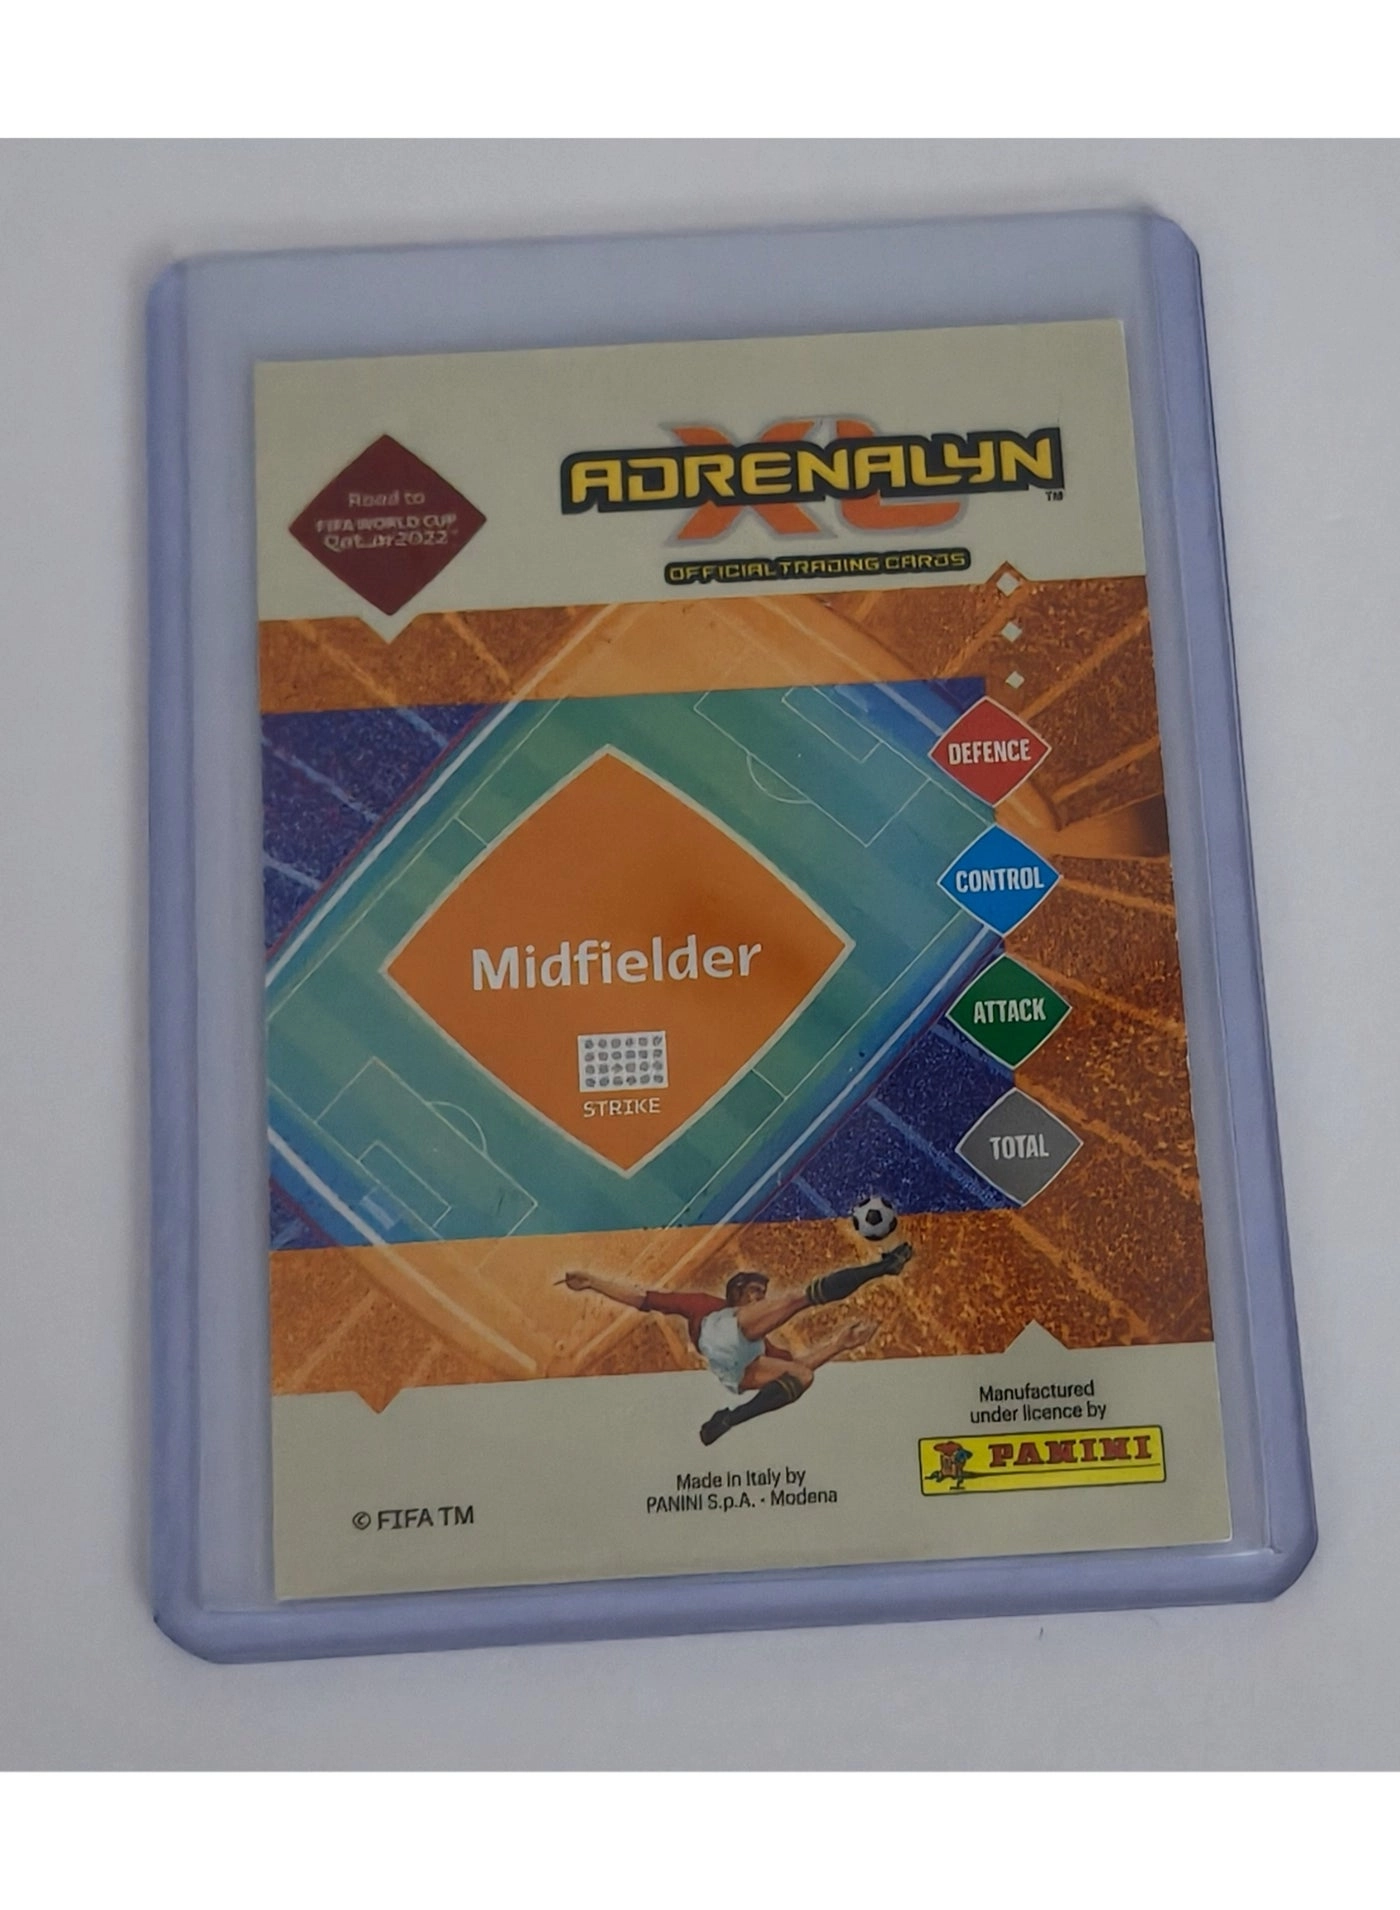 Road to
FIFA WORLD CUP
Qatar2022
ADRENALYN
XL
TM
OFFICIAL TRADING CARDS
DEFENCE
CONTROL
ATTACK
TOTAL
Midfielder
STRIKE
Manufactured
under licence by
PANINI
Made in Italy by
PANINI S.p.A. - Modena
© FIFA TM